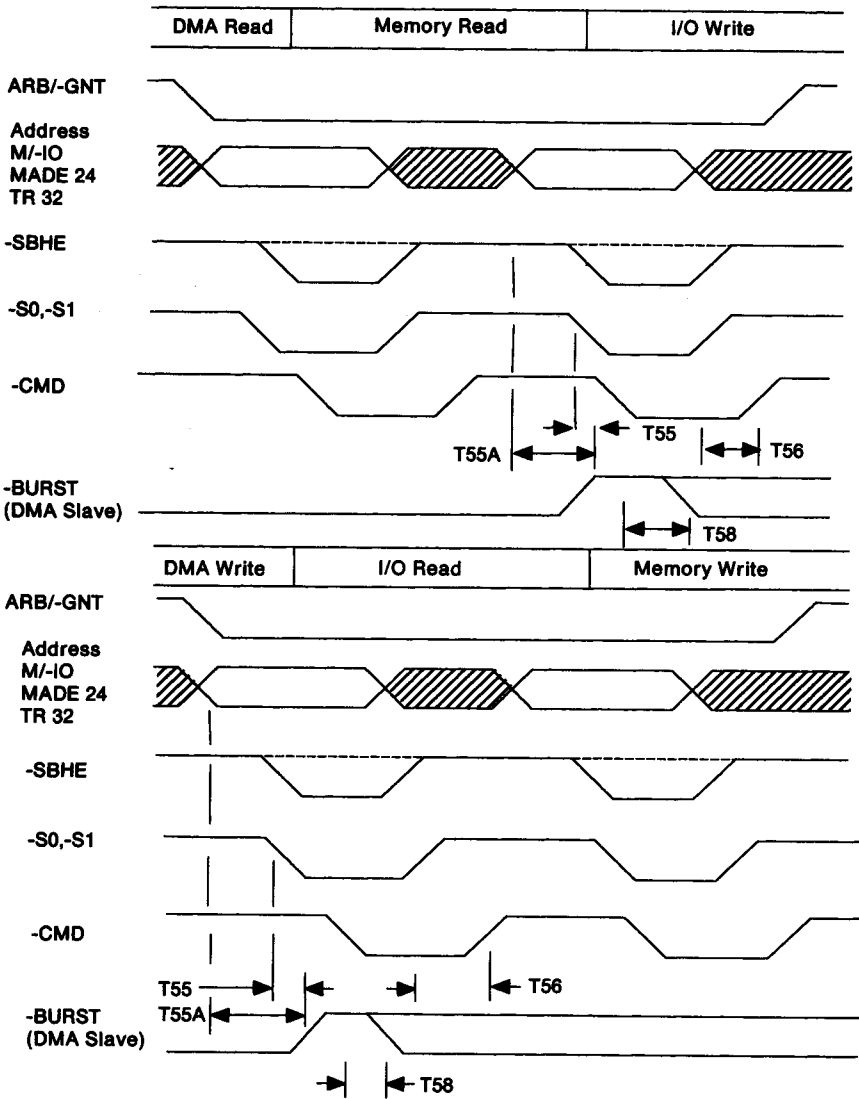 DMA Read Memory Read I/O Write
ARB/-GNT
Address
M/-IO
MADE 24
TR 32
-SBHE
-S0,-S1
-CMD
T55
T55A
T56
-BURST
(DMA Slave)
T58
DMA Write I/O Read Memory Write
ARB/-GNT
Address
M/-IO
MADE 24
TR 32
-SBHE
-S0,-S1
-CMD
T55
T56
T55A
-BURST
(DMA Slave)
T58